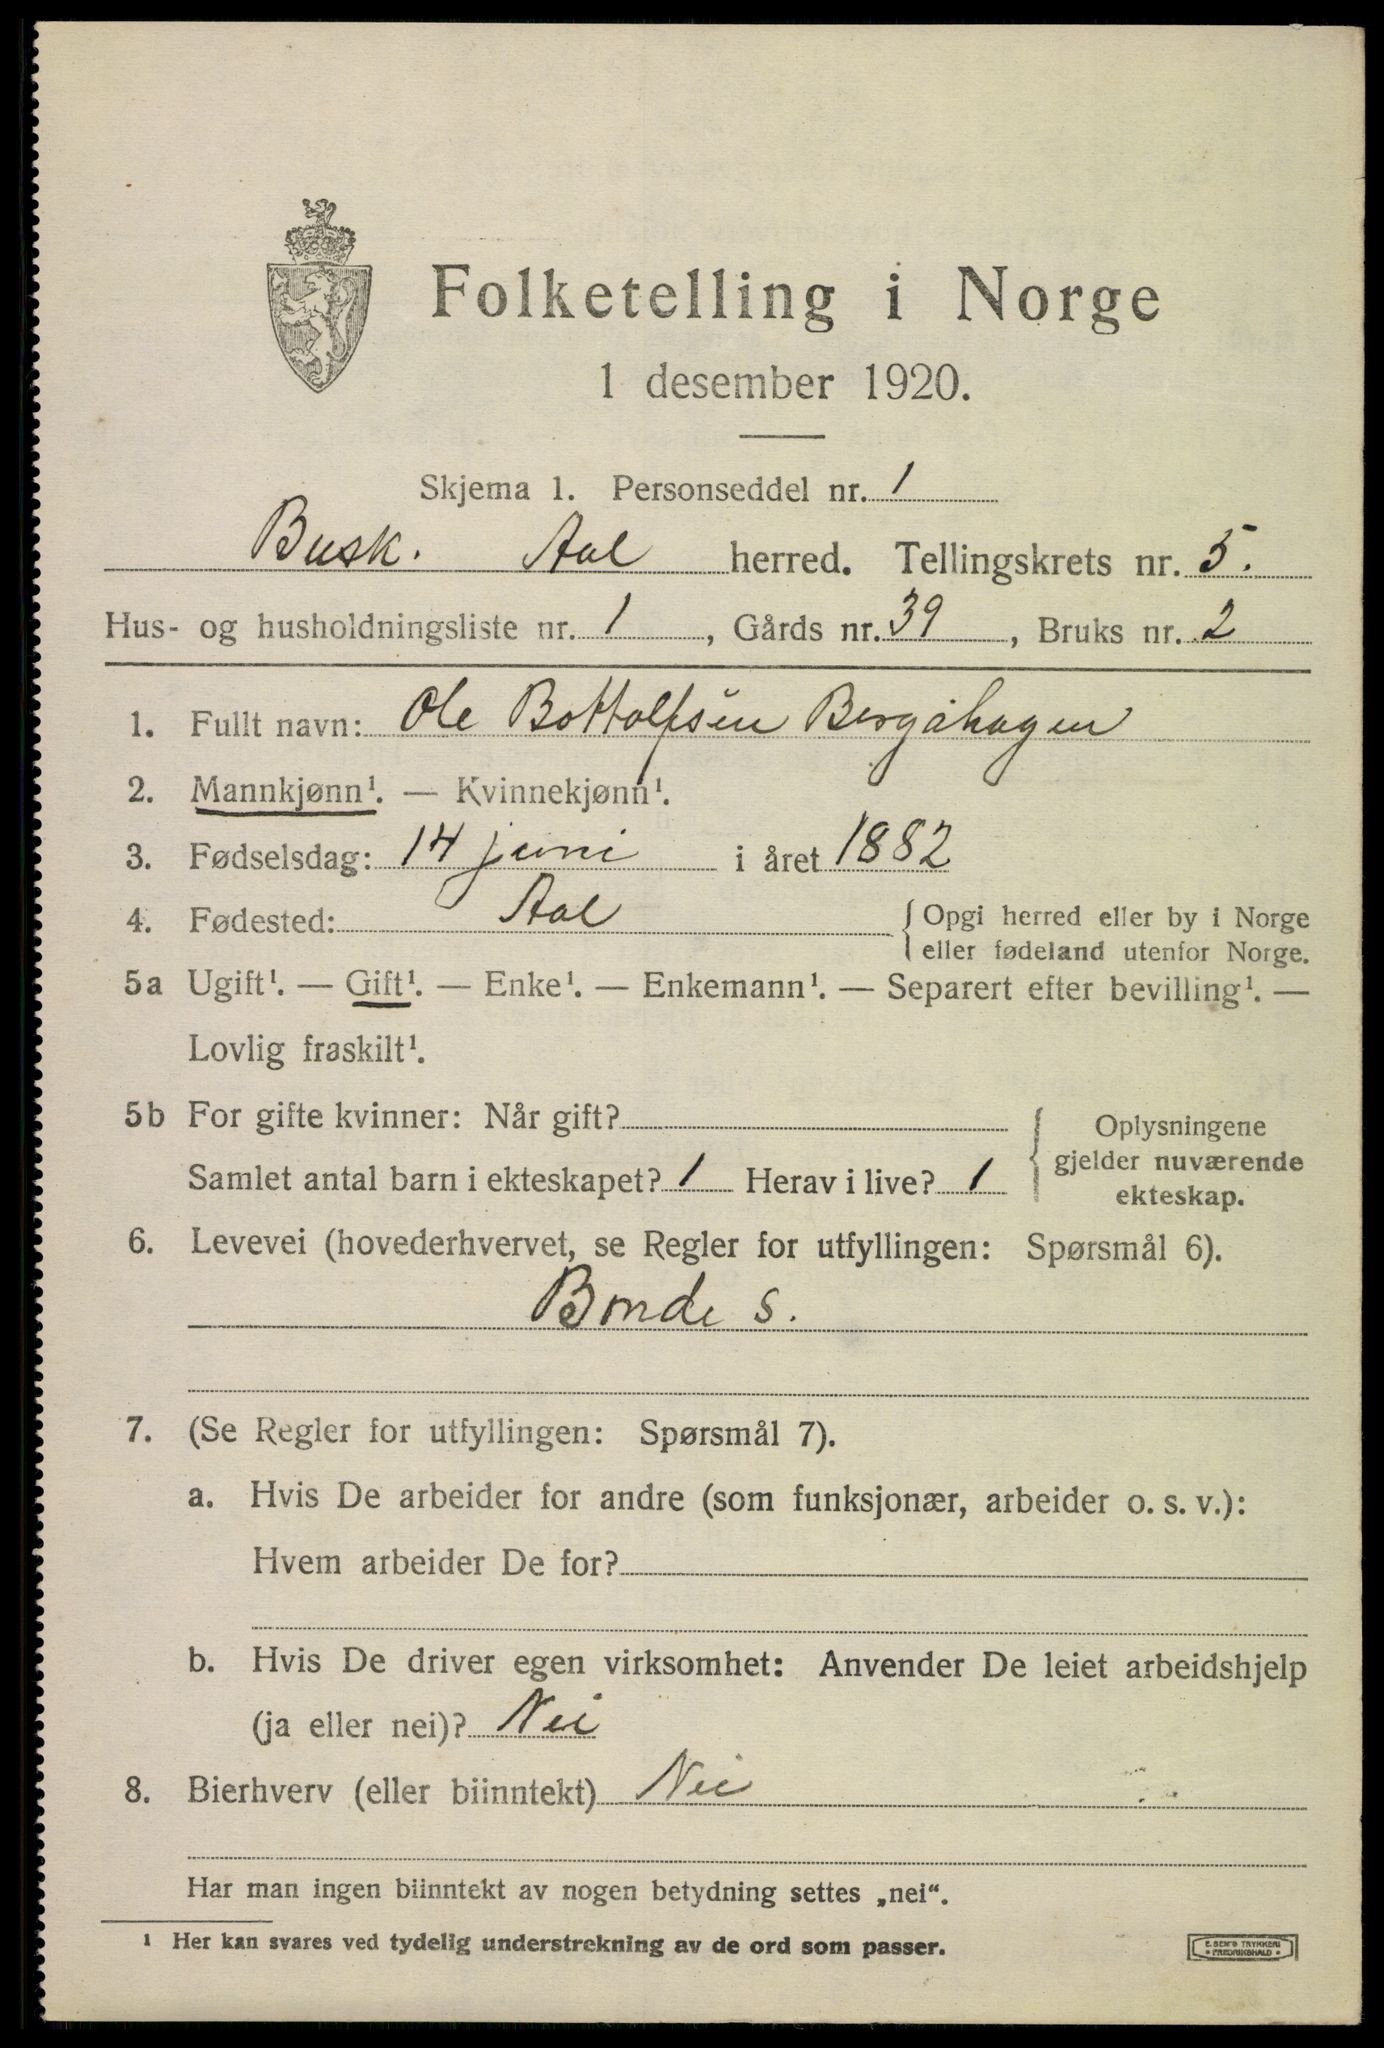 Folketelling i Norge
1 desember 1920.
Skjema 1. Personseddel nr. 1
Busk. Aal herred. Tellingskrets nr. 5.
Hus- og husholdningsliste nr. 1, Gårds nr. 39, Bruks nr. 2
1. Fullt navn: Ole Bottolfsen Bergahagen
2. Mannkjønn¹. — Kvinnekjønn¹.
3. Fødselsdag: 14 juni i året 1882
4. Fødested: Aal { Opgi herred eller by i Norge
eller fødeland utenfor Norge.
5a Ugift¹. — Gift¹. — Enke¹. — Enkemann¹. — Separert efter bevilling¹. —
Lovlig fraskilt¹.
5b For gifte kvinner: Når gift?
Samlet antal barn i ekteskapet? 1 Herav i live? 1
Oplysningene
gjelder nuværende
ekteskap.
6. Levevei (hovederhvervet, se Regler for utfyllingen: Spørsmål 6).
Bonde s.
7. (Se Regler for utfyllingen: Spørsmål 7).
a. Hvis De arbeider for andre (som funksjonær, arbeider o. s. v.):
Hvem arbeider De for?
b. Hvis De driver egen virksomhet: Anvender De leiet arbeidshjelp
(ja eller nei)? Nei
8. Bierhverv (eller biinntekt) Nei
Har man ingen biinntekt av nogen betydning settes „nei“.
¹ Her kan svares ved tydelig understrekning av de ord som passer.
E. SEM'S TRYKKERI
• FREDRIKSHALD •